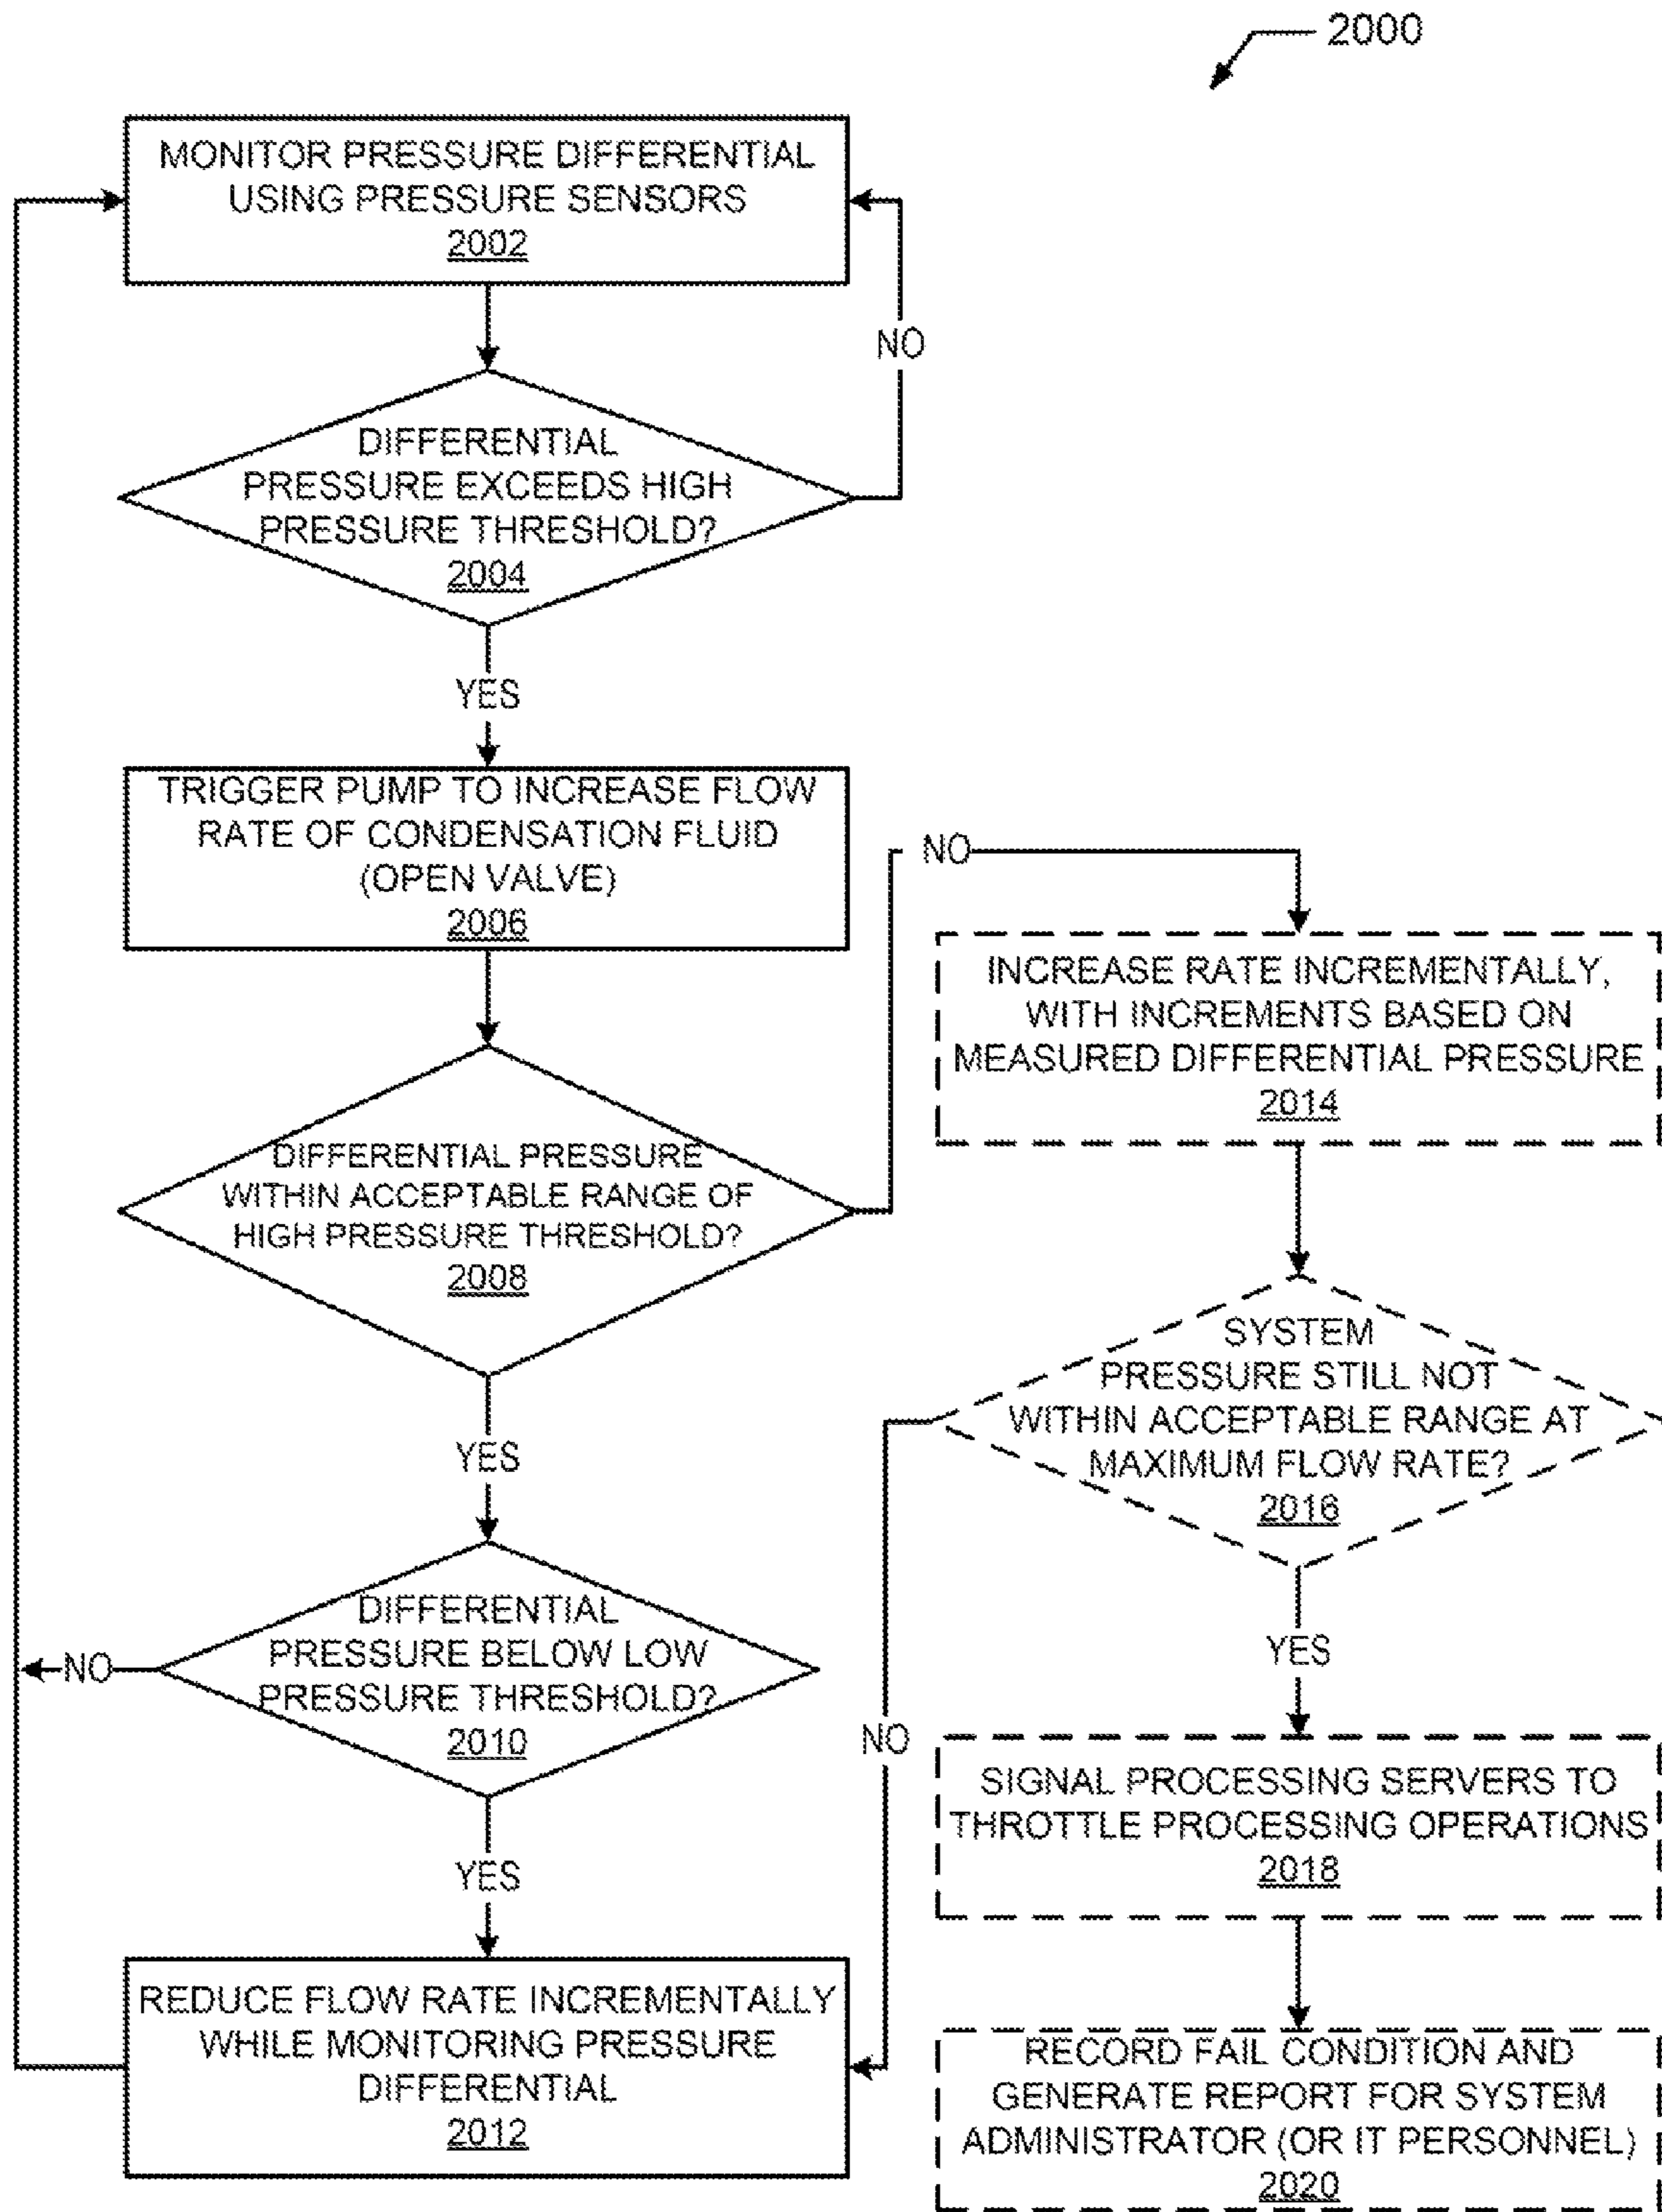 2000
MONITOR PRESSURE DIFFERENTIAL
USING PRESSURE SENSORS
2002
NO
DIFFERENTIAL
PRESSURE EXCEEDS HIGH
PRESSURE THRESHOLD?
2004
YES
TRIGGER PUMP TO INCREASE FLOW
RATE OF CONDENSATION FLUID
(OPEN VALVE)
2006
DIFFERENTIAL PRESSURE
WITHIN ACCEPTABLE RANGE OF
HIGH PRESSURE THRESHOLD?
2008
NO
YES
DIFFERENTIAL
PRESSURE BELOW LOW
PRESSURE THRESHOLD?
2010
NO
YES
REDUCE FLOW RATE INCREMENTALLY
WHILE MONITORING PRESSURE
DIFFERENTIAL
2012
INCREASE RATE INCREMENTALLY,
WITH INCREMENTS BASED ON
MEASURED DIFFERENTIAL PRESSURE
2014
SYSTEM
PRESSURE STILL NOT
WITHIN ACCEPTABLE RANGE AT
MAXIMUM FLOW RATE?
2016
NO
YES
SIGNAL PROCESSING SERVERS TO
THROTTLE PROCESSING OPERATIONS
2018
RECORD FAIL CONDITION AND
GENERATE REPORT FOR SYSTEM
ADMINISTRATOR (OR IT PERSONNEL)
2020